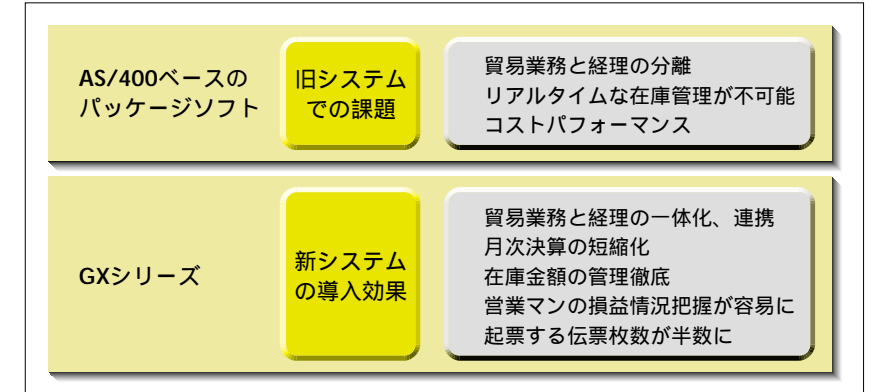 AS/400ベースの
パッケージソフト
旧システム
での課題
貿易業務と経理の分離
リアルタイムな在庫管理が不可能
コストパフォーマンス
GXシリーズ
新システム
の導入効果
貿易業務と経理の一体化、連携
月次決算の短縮化
在庫金額の管理徹底
営業マンの損益情況把握が容易に
起票する伝票枚数が半数に